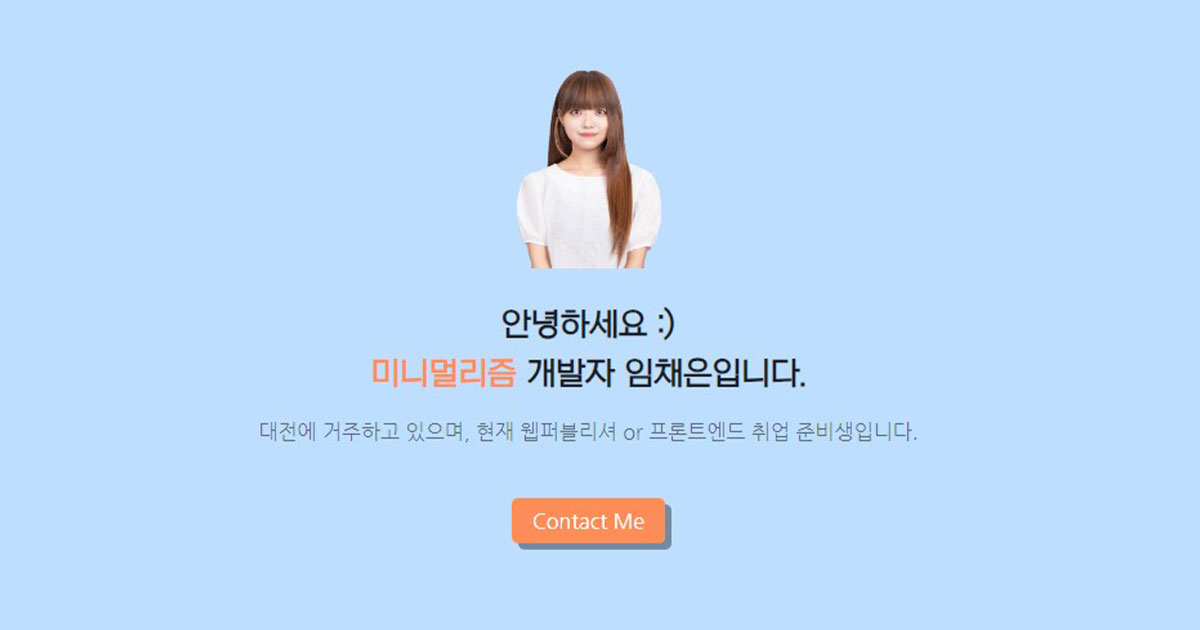 안녕하세요 :)
미니멀리즘 개발자 임채은입니다.
대전에 거주하고 있으며, 현재 웹퍼블리셔 or 프론트엔드 취업 준비생입니다.
Contact Me